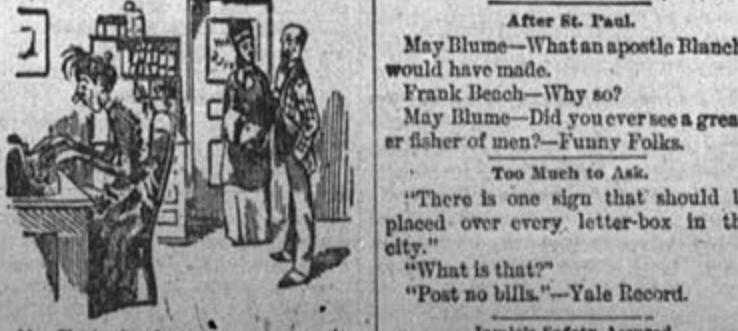 After St. Paul.
May Blume—What an apostle Blanch
would have made.
Frank Beach—Why so?
May Blume—Did you ever see a grea
er fisher of men?—Funny Folks.
Too Much to Ask.
"There is one sign that should b
placed over every letter-box in th
city."
"What is that?"
"Post no bills."—Yale Record.